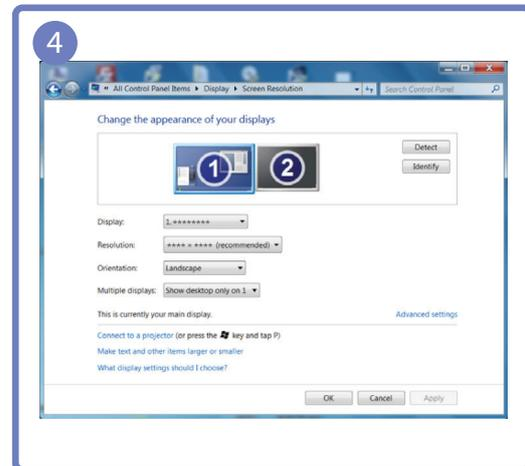 4
« All Control Panel Items ▸ Display ▸ Screen Resolution
Search Control Panel
Change the appearance of your displays
1
2
Detect
Identify
Display: 1.********
Resolution: **** × **** (recommended)
Orientation: Landscape
Multiple displays: Show desktop only on 1
This is currently your main display.
Advanced settings
Connect to a projector (or press the key and tap P)
Make text and other items larger or smaller
What display settings should I choose?
OK
Cancel
Apply